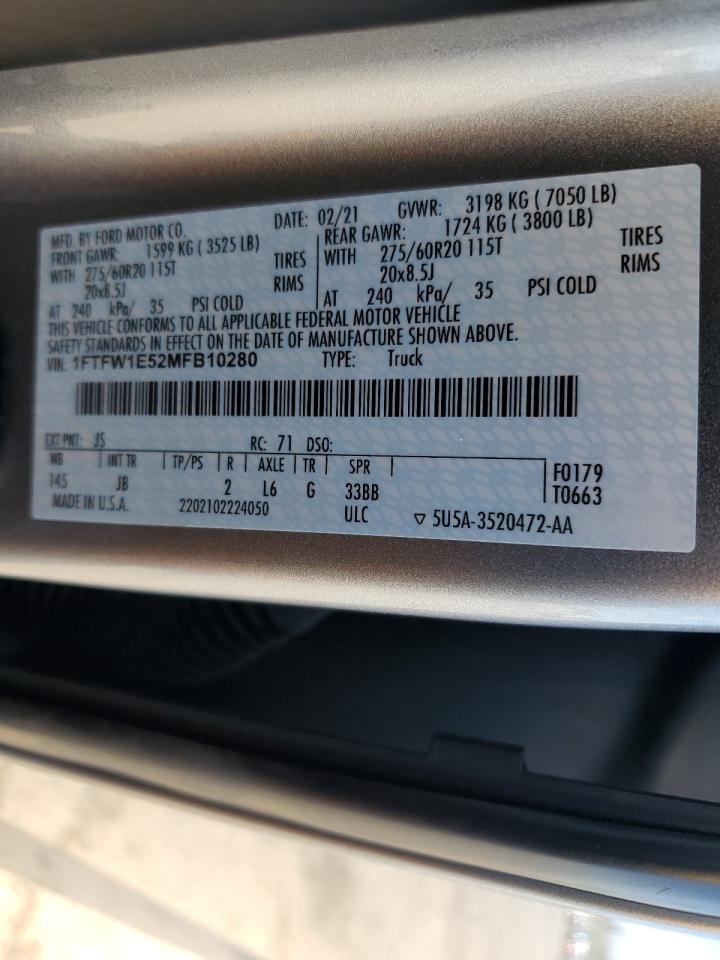 MFD. BY FORD MOTOR CO. DATE: 02/21 GVWR: 3198 KG ( 7050 LB)
FRONT GAWR: 1599 KG ( 3525 LB) REAR GAWR: 1724 KG ( 3800 LB)
WITH 275/60R20 115T TIRES WITH 275/60R20 115T TIRES
20x8.5J RIMS 20x8.5J RIMS
AT 240 kPa/ 35 PSI COLD AT 240 kPa/ 35 PSI COLD
THIS VEHICLE CONFORMS TO ALL APPLICABLE FEDERAL MOTOR VEHICLE
SAFETY STANDARDS IN EFFECT ON THE DATE OF MANUFACTURE SHOWN ABOVE.
VIN: 1FTFW1E52MFB10280 TYPE: Truck
EXT PNT: JS RC: 71 DSO:
WB INT TR TP/PS R AXLE TR SPR F0179
145 JB 2 L6 G 33BB T0663
MADE IN U.S.A. 2202102224050 ULC ▽ 5U5A-3520472-AA